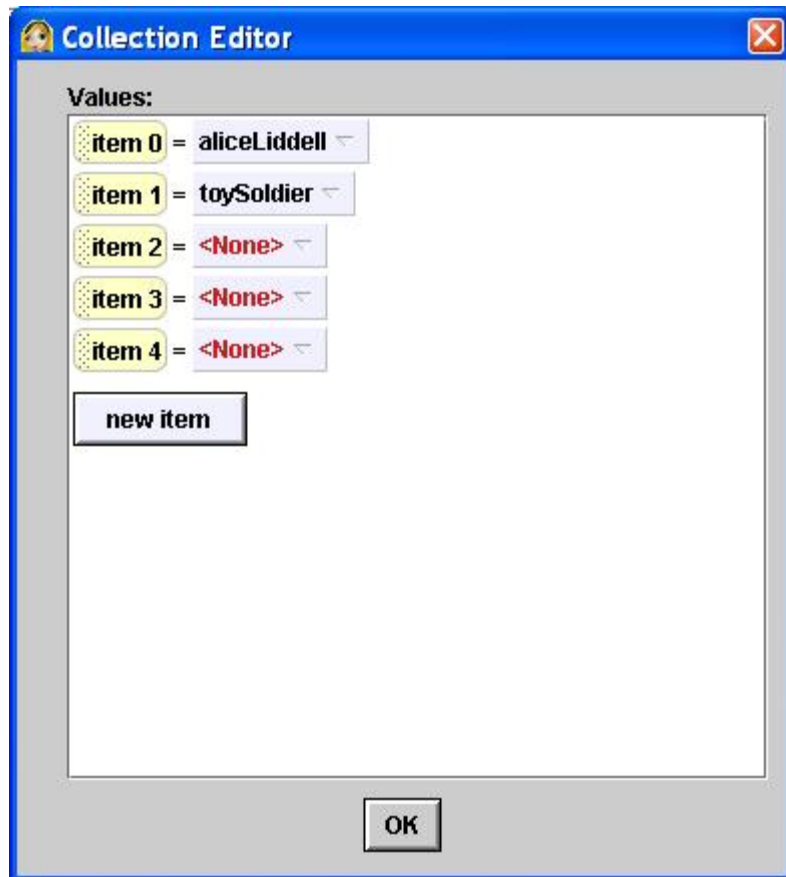 Collection Editor
Values:
item 0 = aliceLiddell
item 1 = toySoldier
item 2 = <None>
item 3 = <None>
item 4 = <None>
new item
OK